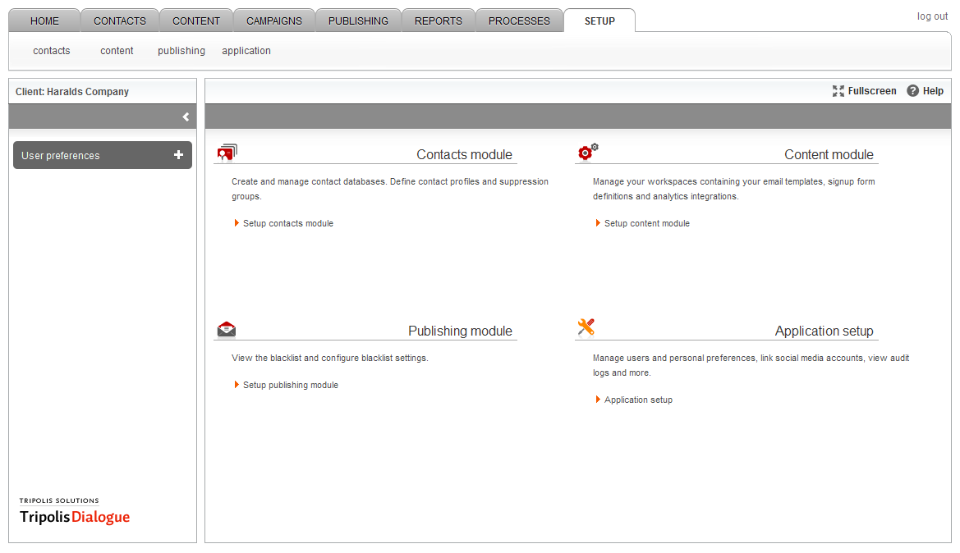 HOME CONTACTS CONTENT CAMPAIGNS PUBLISHING REPORTS PROCESSES SETUP log out
contacts content publishing application
Client: Haralds Company
Fullscreen Help
User preferences
Contacts module
Create and manage contact databases. Define contact profiles and suppression
groups.
Setup contacts module
Content module
Manage your workspaces containing your email templates, signup form
definitions and analytics integrations.
Setup content module
Publishing module
View the blacklist and configure blacklist settings.
Setup publishing module
Application setup
Manage users and personal preferences, link social media accounts, view audit
logs and more.
Application setup
TRIPOLIS SOLUTIONS
TripolisDialogue